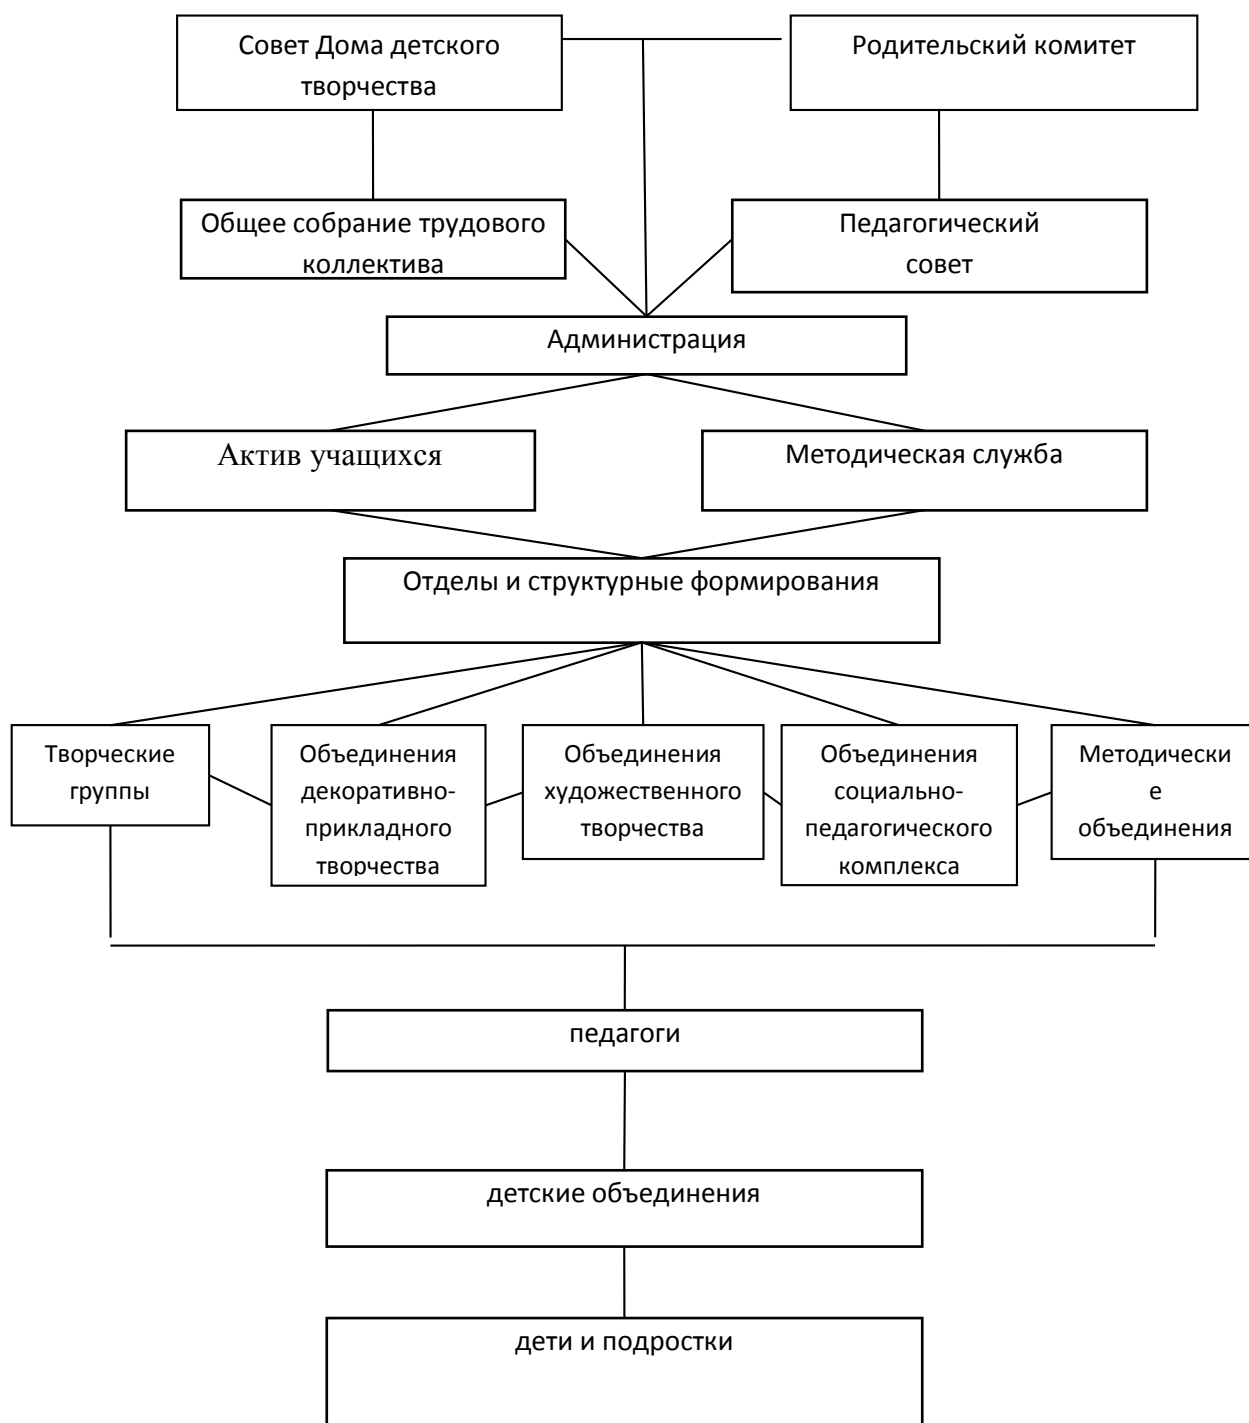 Совет Дома детского
творчества
Родительский комитет
Общее собрание трудового
коллектива
Педагогический
совет
Администрация
Актив учащихся
Методическая служба
Отделы и структурные формирования
Творческие
группы
Объединения
декоративно-
прикладного
творчества
Объединения
художественного
творчества
Объединения
социально-
педагогического
комплекса
Методически
е
объединения
педагоги
детские объединения
дети и подростки